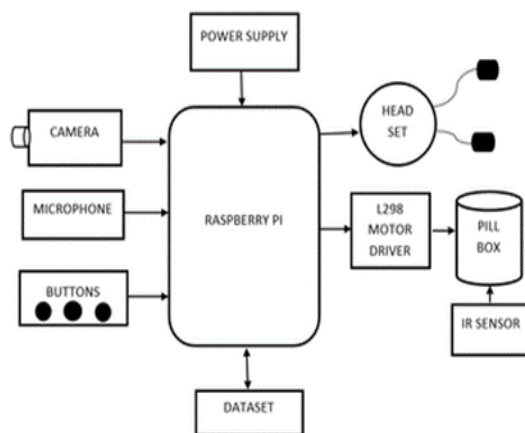 POWER SUPPLY
CAMERA
HEAD
SET
MICROPHONE
RASPBERRY PI
L298
MOTOR
DRIVER
PILL
BOX
BUTTONS
IR SENSOR
DATASET